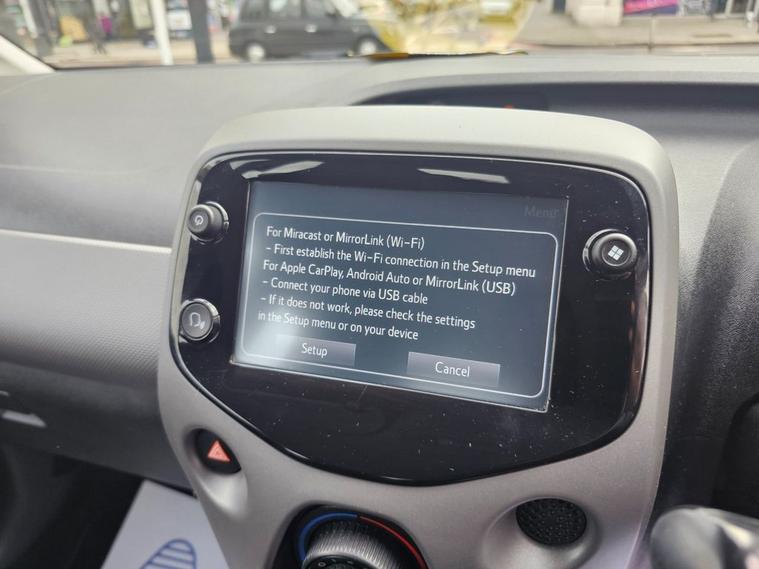 Menu
For Miracast or MirrorLink (Wi-Fi)
- First establish the Wi-Fi connection in the Setup menu
For Apple CarPlay, Android Auto or MirrorLink (USB)
- Connect your phone via USB cable
- If it does not work, please check the settings
in the Setup menu or on your device
Setup
Cancel